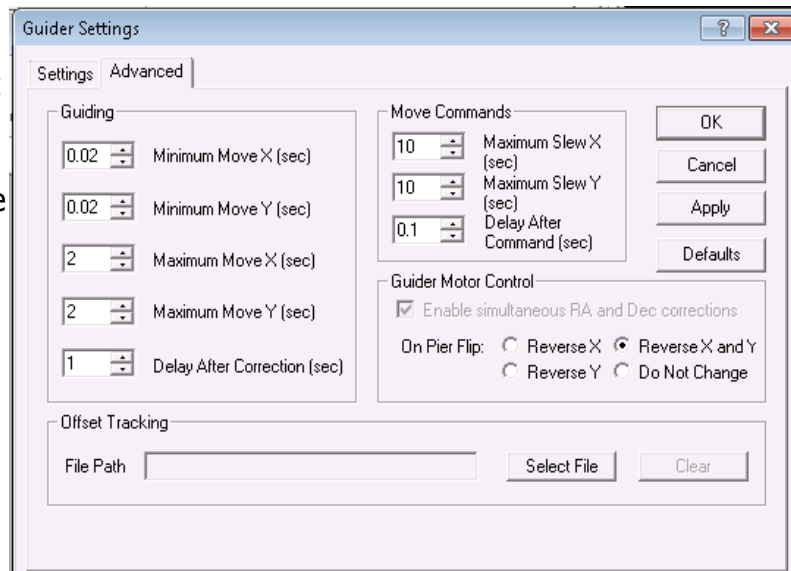 Guider Settings
Settings Advanced
Guiding
0.02 Minimum Move X (sec)
0.02 Minimum Move Y (sec)
2 Maximum Move X (sec)
2 Maximum Move Y (sec)
1 Delay After Correction (sec)
Move Commands
10 Maximum Slew X
(sec)
10 Maximum Slew Y
(sec)
0.1 Delay After
Command (sec)
OK
Cancel
Apply
Defaults
Guider Motor Control
Enable simultaneous RA and Dec corrections
On Pier Flip: Reverse X Reverse X and Y
Reverse Y Do Not Change
Offset Tracking
File Path Select File Clear